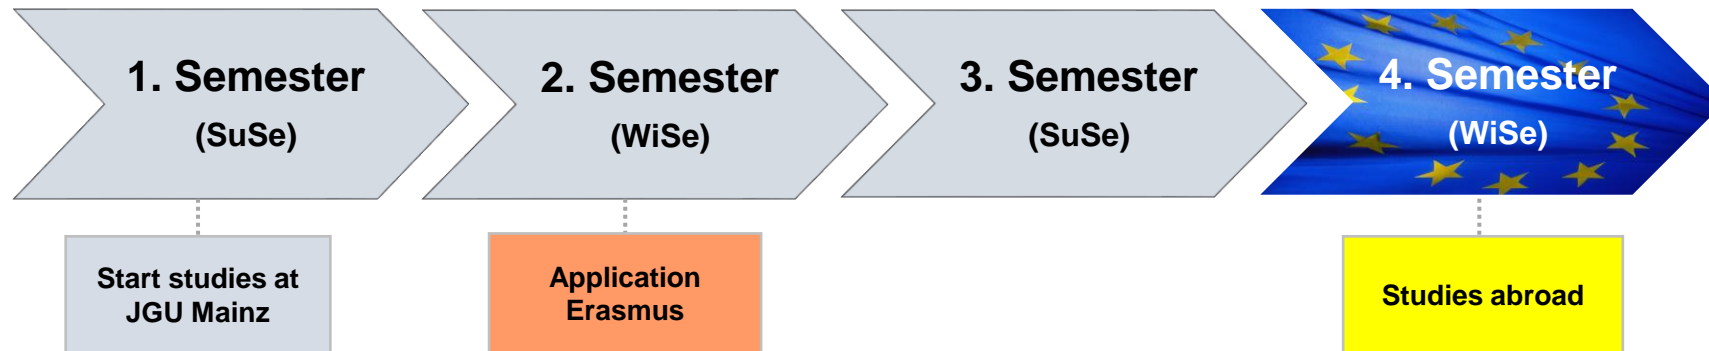 1. Semester
(SuSe)
2. Semester
(WiSe)
3. Semester
(SuSe)
4. Semester
(WiSe)
Start studies at
JGU Mainz
Application
Erasmus
Studies abroad